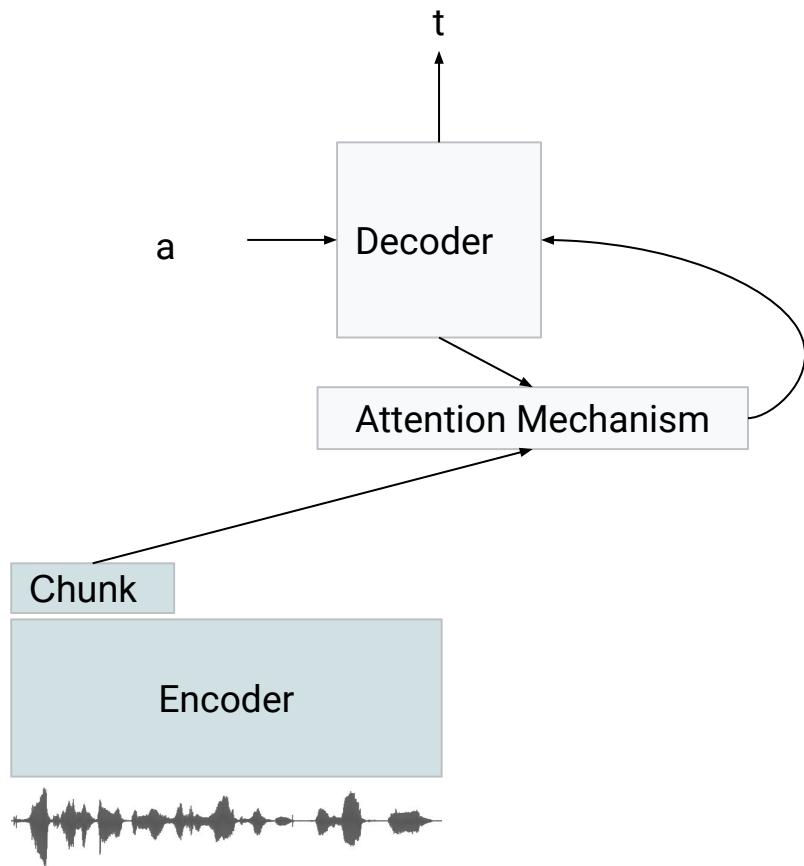 t
a
Decoder
Attention Mechanism
Chunk
Encoder